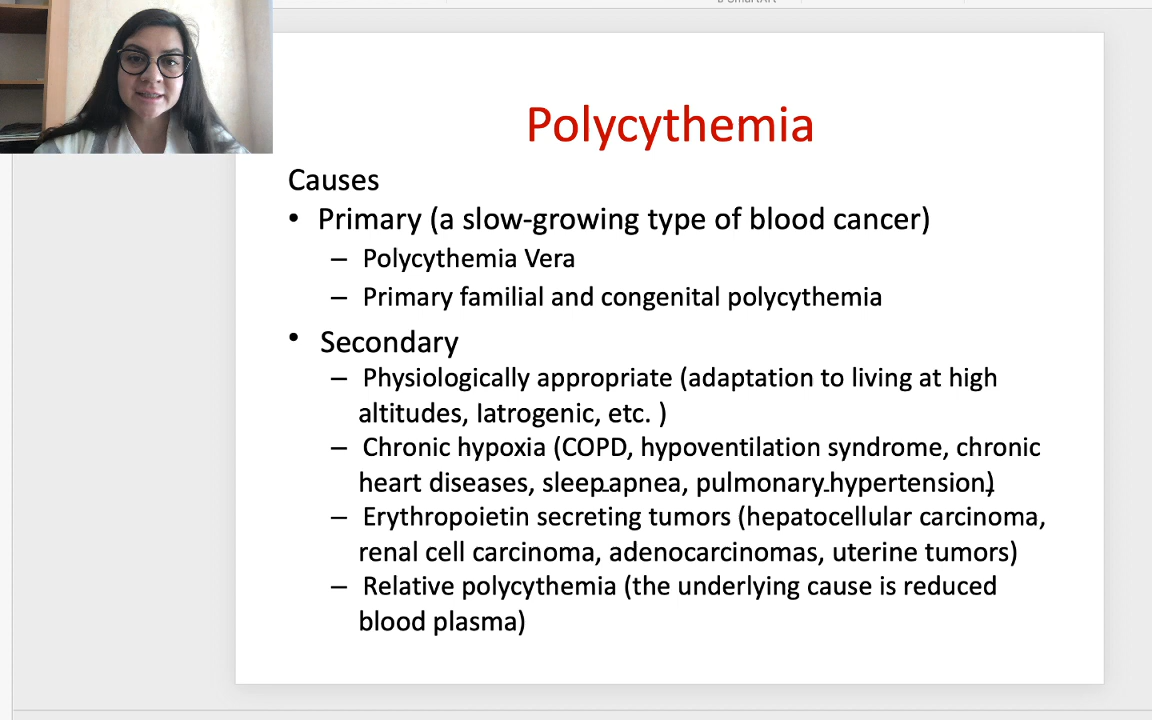 Polycythemia
Causes
• Primary (a slow-growing type of blood cancer)
– Polycythemia Vera
– Primary familial and congenital polycythemia
• Secondary
– Physiologically appropriate (adaptation to living at high
altitudes, Iatrogenic, etc. )
– Chronic hypoxia (COPD, hypoventilation syndrome, chronic
heart diseases, sleep apnea, pulmonary hypertension)
– Erythropoietin secreting tumors (hepatocellular carcinoma,
renal cell carcinoma, adenocarcinomas, uterine tumors)
– Relative polycythemia (the underlying cause is reduced
blood plasma)